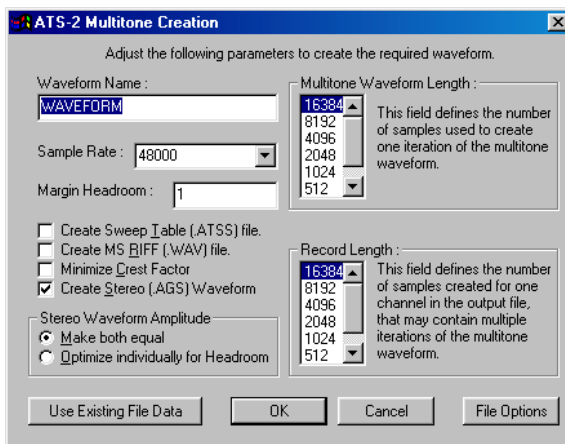 ATS-2 Multitone Creation
Adjust the following parameters to create the required waveform.
Waveform Name :
WAVEFORM
Sample Rate : 48000
Margin Headroom : 1
Create Sweep Table (.ATSS) file.
Create MS RIFF (.WAV) file.
Minimize Crest Factor
Create Stereo (.AGS) Waveform
Stereo Waveform Amplitude
Make both equal
Optimize individually for Headroom
Multitone Waveform Length :
16384
8192
4096
2048
1024
512
This field defines the number
of samples used to create
one iteration of the multitone
waveform.
Record Length :
16384
8192
4096
2048
1024
512
This field defines the number
of samples created for one
channel in the output file,
that may contain multiple
iterations of the multitone
waveform.
Use Existing File Data
OK
Cancel
File Options